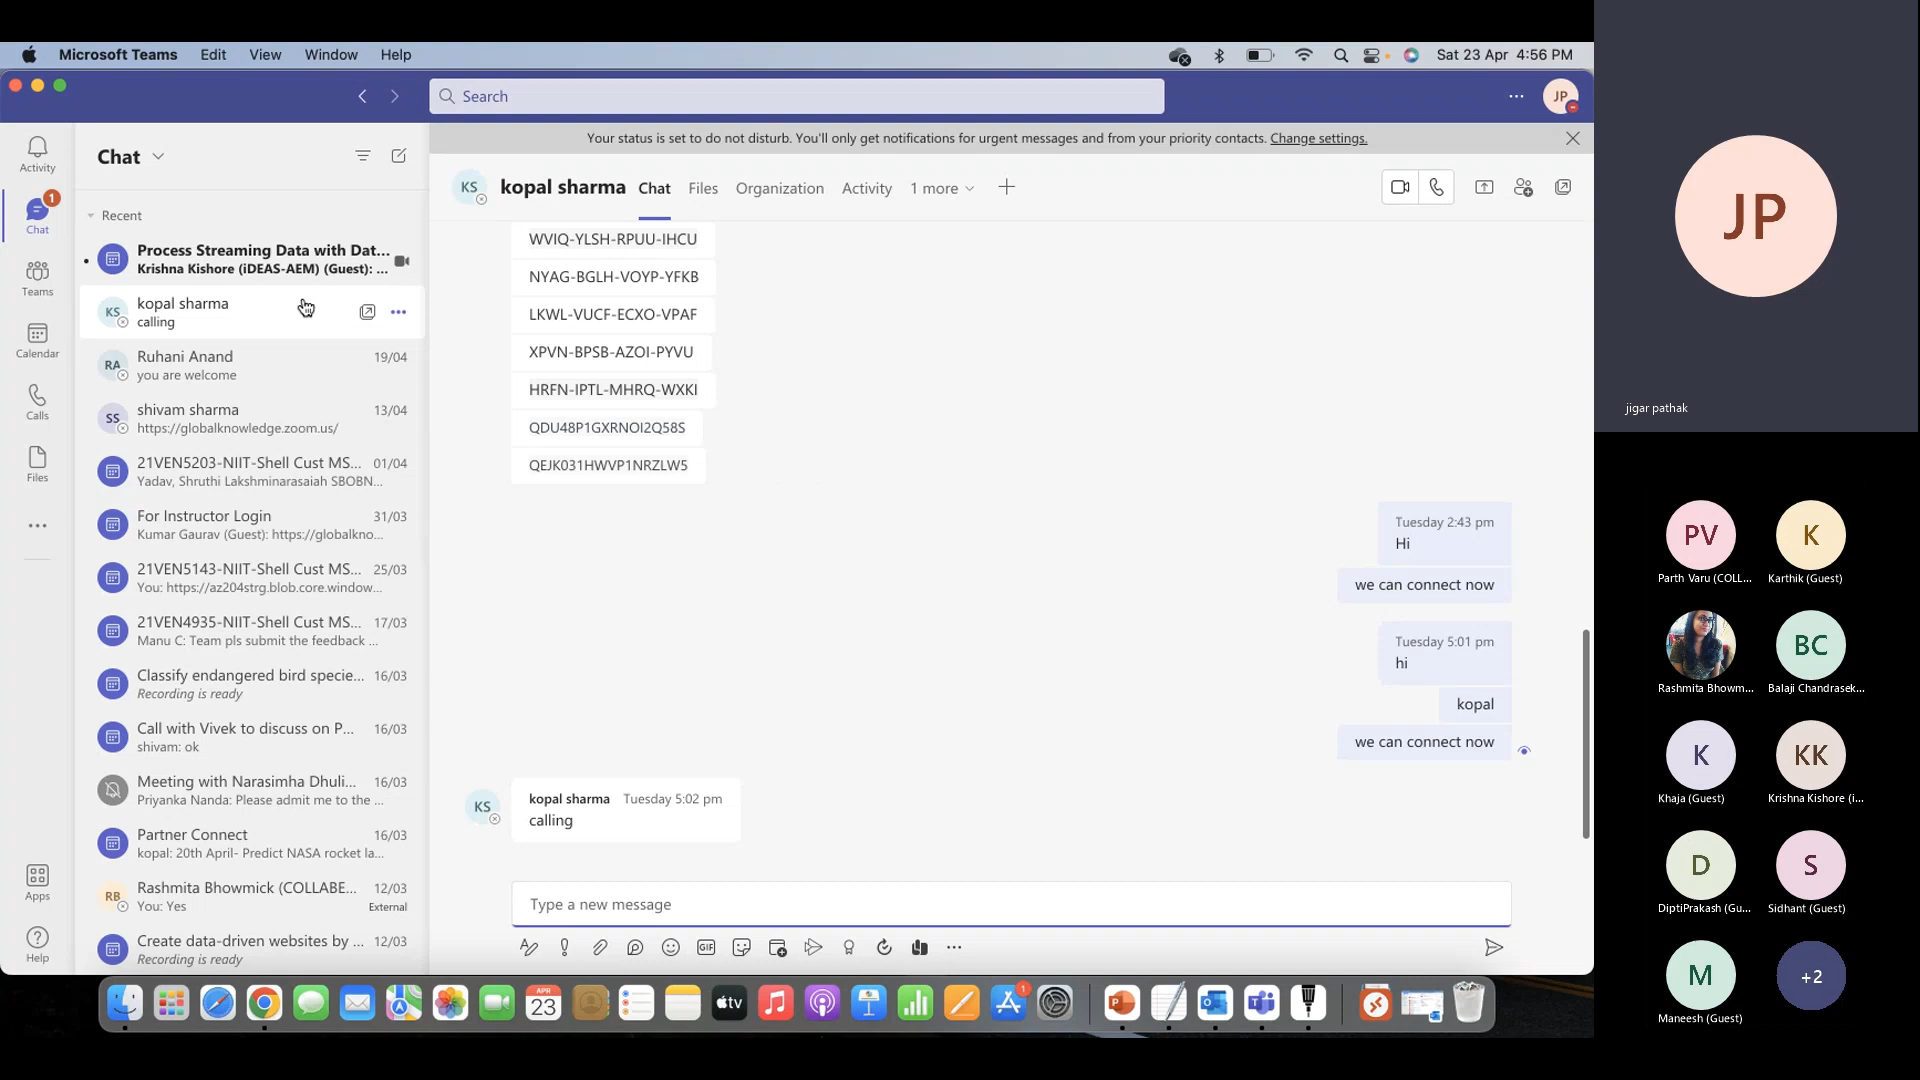 Microsoft Teams Edit View Window Help
Sat 23 Apr 4:56 PM
Search
JP
Your status is set to do not disturb. You'll only get notifications for urgent messages and from your priority contacts. Change settings.
Activity
1
Chat
Teams
Calendar
Calls
Files
Apps
Help
Chat
Recent
Process Streaming Data with Dat...
Krishna Kishore (iDEAS-AEM) (Guest): ...
KS
kopal sharma
calling
RA
Ruhani Anand 19/04
you are welcome
SS
shivam sharma 13/04
https://globalknowledge.zoom.us/
21VEN5203-NIIT-Shell Cust MS... 01/04
Yadav, Shruthi Lakshminarasaiah SBOBN...
For Instructor Login 31/03
Kumar Gaurav (Guest): https://globalkno...
21VEN5143-NIIT-Shell Cust MS... 25/03
You: https://az204strg.blob.core.window...
21VEN4935-NIIT-Shell Cust MS... 17/03
Manu C: Team pls submit the feedback ...
Classify endangered bird specie... 16/03
Recording is ready
Call with Vivek to discuss on P... 16/03
shivam: ok
Meeting with Narasimha Dhuli... 16/03
Priyanka Nanda: Please admit me to the ...
Partner Connect 16/03
kopal: 20th April- Predict NASA rocket la...
RB
Rashmita Bhowmick (COLLABE... 12/03
You: Yes External
Create data-driven websites by ... 12/03
Recording is ready
KS kopal sharma Chat Files Organization Activity 1 more
WVIQ-YLSH-RPUU-IHCU
NYAG-BGLH-VOYP-YFKB
LKWL-VUCF-ECXO-VPAF
XPVN-BPSB-AZOI-PYVU
HRFN-IPTL-MHRQ-WXKI
QDU48P1GXRNOI2Q58S
QEJK031HWVP1NRZLW5
Tuesday 2:43 pm
Hi
we can connect now
Tuesday 5:01 pm
hi
kopal
we can connect now
KS
kopal sharma Tuesday 5:02 pm
calling
Type a new message
GIF
APR
23
tv
1
JP
jigar pathak
PV
Parth Varu (COLL...
K
Karthik (Guest)
Rashmita Bhowm...
BC
Balaji Chandrasek...
K
Khaja (Guest)
KK
Krishna Kishore (i...
D
DiptiPrakash (Gu...
S
Sidhant (Guest)
M
Maneesh (Guest)
+2